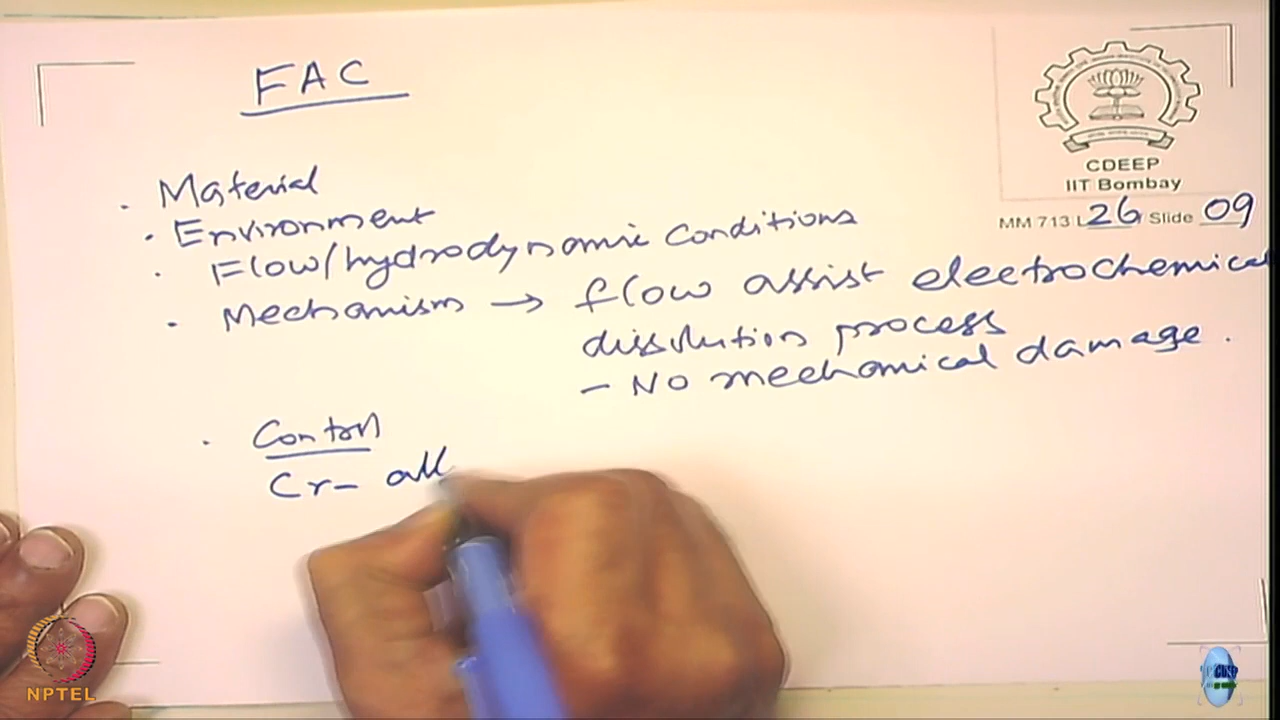 FAC
CDEEP
IIT Bombay
MM 713 L 26 / Slide 09
. Material
. Environment
. Flow/hydrodynamic conditions
. Mechanism → flow assist electrochemical
dissolution process
- No mechanical damage.
. Control
Cr- all
NPTEL